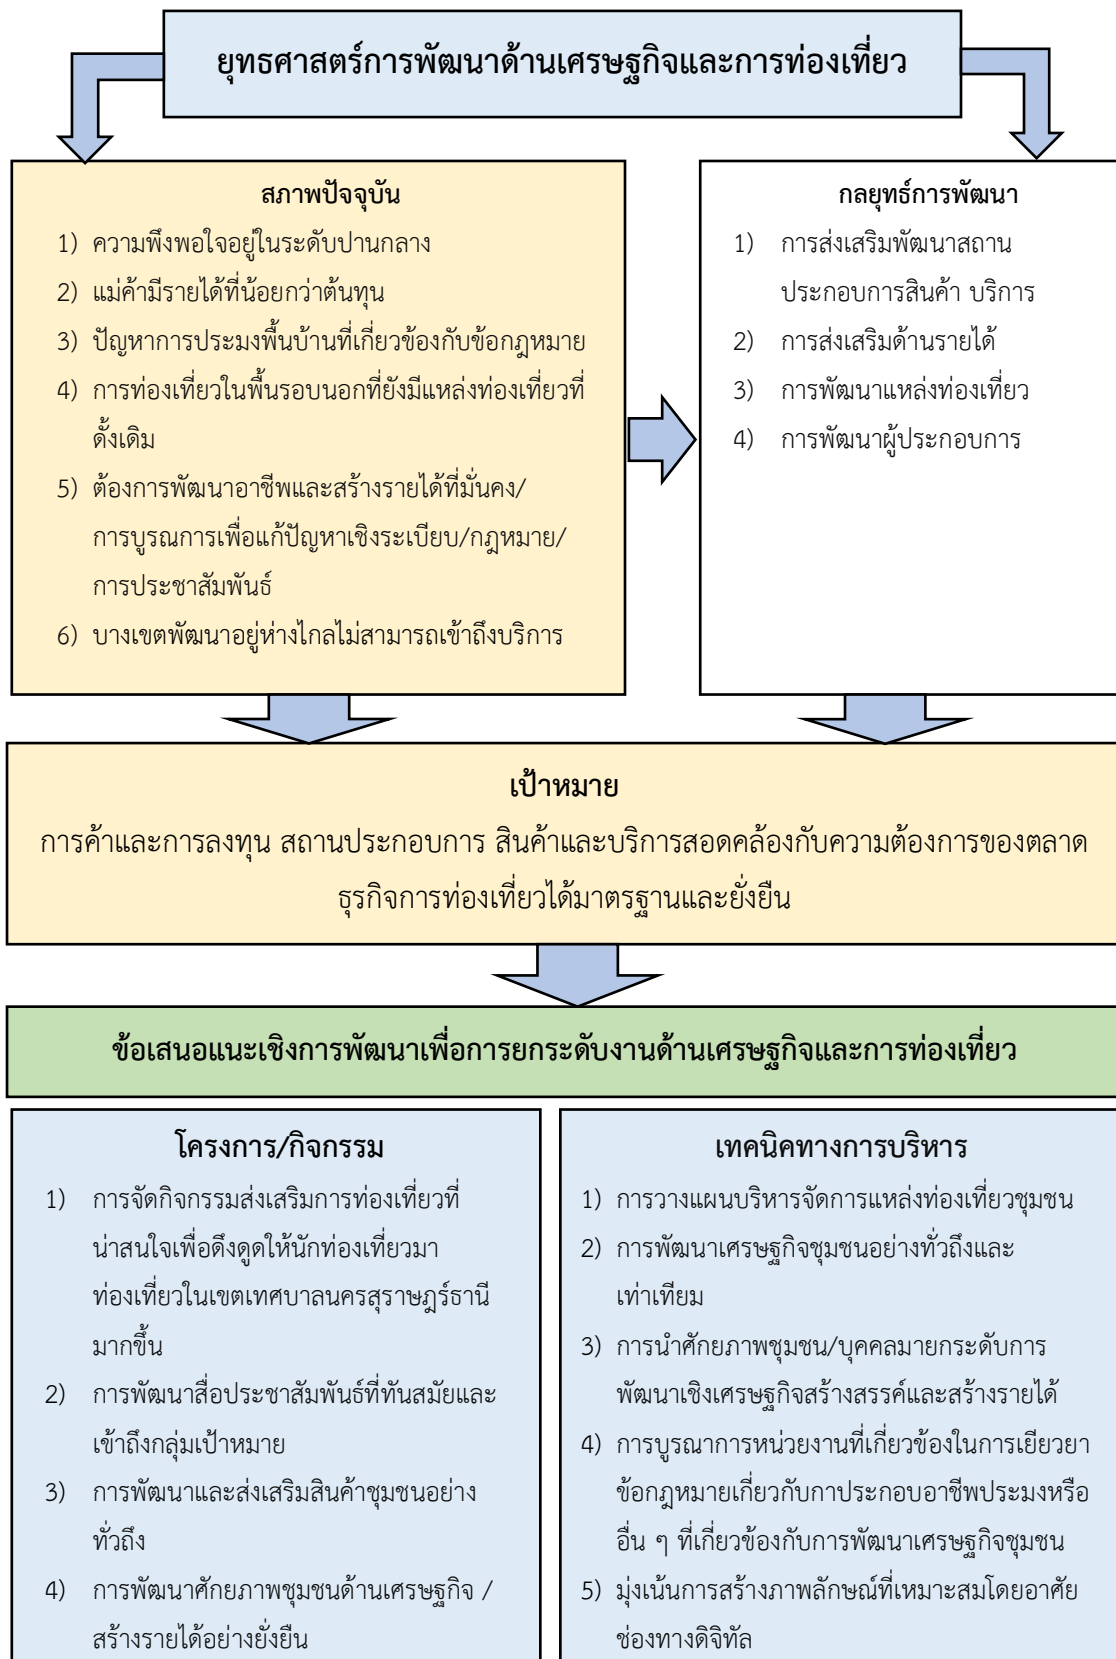 ยุทธศาสตร์การพัฒนาด้านเศรษฐกิจและการท่องเที่ยว
สภาพปัจจุบัน
1) ความพึงพอใจอยู่ในระดับปานกลาง
2) แม่ค้ามีรายได้ที่น้อยกว่าต้นทุน
3) ปัญหาการประมงพื้นบ้านที่เกี่ยวข้องกับข้อกฎหมาย
4) การท่องเที่ยวในพื้นรอบนอกที่ยังมีแหล่งท่องเที่ยวที่
ดั้งเดิม
5) ต้องการพัฒนาอาชีพและสร้างรายได้ที่มั่นคง/
การบูรณการเพื่อแก้ปัญหาเชิงระเบียบ/กฎหมาย/
การประชาสัมพันธ์
6) บางเขตพัฒนาอยู่ห่างไกลไม่สามารถเข้าถึงบริการ
กลยุทธ์การพัฒนา
1) การส่งเสริมพัฒนาสถาน
ประกอบการสินค้า บริการ
2) การส่งเสริมด้านรายได้
3) การพัฒนาแหล่งท่องเที่ยว
4) การพัฒนาผู้ประกอบการ
เป้าหมาย
การค้าและการลงทุน สถานประกอบการ สินค้าและบริการสอดคล้องกับความต้องการของตลาด
ธุรกิจการท่องเที่ยวได้มาตรฐานและยั่งยืน
ข้อเสนอแนะเชิงการพัฒนาเพื่อการยกระดับงานด้านเศรษฐกิจและการท่องเที่ยว
โครงการ/กิจกรรม
1) การจัดกิจกรรมส่งเสริมการท่องเที่ยวที่
น่าสนใจเพื่อดึงดูดให้นักท่องเที่ยวมา
ท่องเที่ยวในเขตเทศบาลนครสุราษฎร์ธานี
มากขึ้น
2) การพัฒนาสื่อประชาสัมพันธ์ที่ทันสมัยและ
เข้าถึงกลุ่มเป้าหมาย
3) การพัฒนาและส่งเสริมสินค้าชุมชนอย่าง
ทั่วถึง
4) การพัฒนาศักยภาพชุมชนด้านเศรษฐกิจ /
สร้างรายได้อย่างยั่งยืน
เทคนิคทางการบริหาร
1) การวางแผนบริหารจัดการแหล่งท่องเที่ยวชุมชน
2) การพัฒนาเศรษฐกิจชุมชนอย่างทั่วถึงและ
เท่าเทียม
3) การนำศักยภาพชุมชน/บุคคลมายกระดับการ
พัฒนาเชิงเศรษฐกิจสร้างสรรค์และสร้างรายได้
4) การบูรณาการหน่วยงานที่เกี่ยวข้องในการเยียวยา
ข้อกฎหมายเกี่ยวกับกาประกอบอาชีพประมงหรือ
อื่น ๆ ที่เกี่ยวข้องกับการพัฒนาเศรษฐกิจชุมชน
5) มุ่งเน้นการสร้างภาพลักษณ์ที่เหมาะสมโดยอาศัย
ช่องทางดิจิทัล